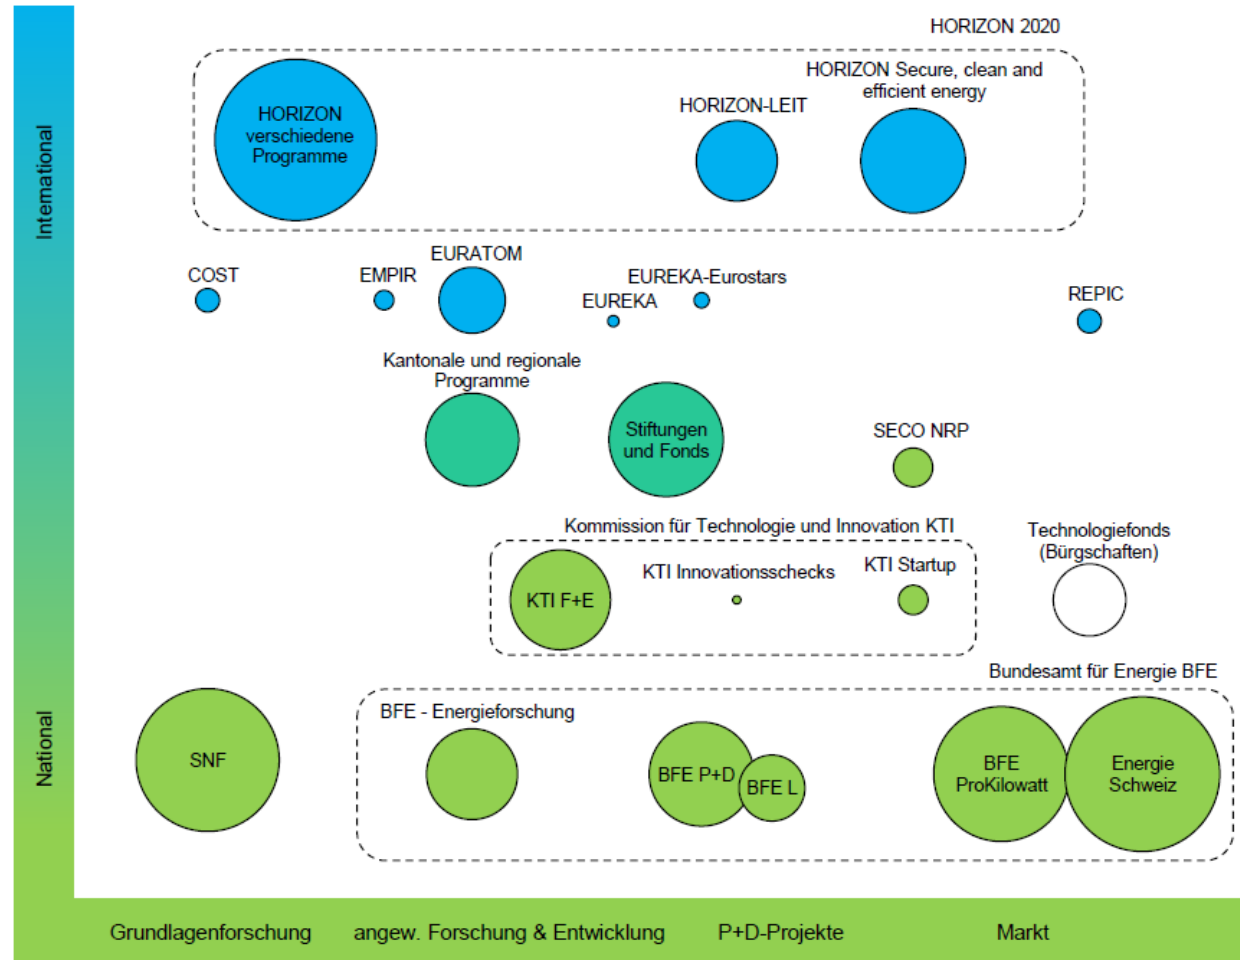 HORIZON 2020
HORIZON Secure, clean and
efficient energy
HORIZON-LEIT
HORIZON
verschiedene
Programme
International
COST
EMPIR
EURATOM
EUREKA
EUREKA-Eurostars
REPIC
Kantonale und regionale
Programme
Stiftungen
und Fonds
SECO NRP
Kommission für Technologie und Innovation KTI
KTI F+E
KTI Innovationsschecks
KTI Startup
Technologiefonds
(Bürgschaften)
Bundesamt für Energie BFE
National
SNF
BFE - Energieforschung
BFE P+D
BFE L
BFE
ProKilowatt
Energie
Schweiz
Grundlagenforschung
angew. Forschung & Entwicklung
P+D-Projekte
Markt